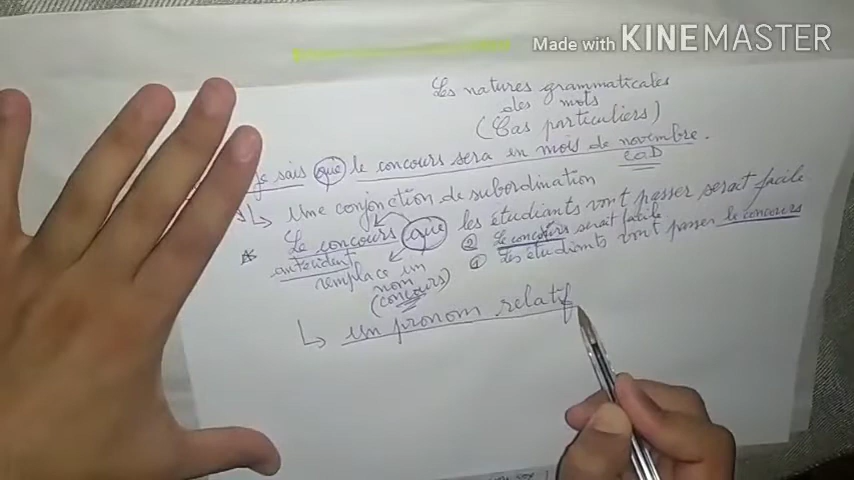 Made with KINEMASTER
Les natures grammaticales
des mots
(Cas particuliers)
Je sais que le concours sera en mois de novembre.
COD
↳ Une conjonction de subordination
* Le concours que les étudiants vont passer serait facile
antécédent
② Le concours serait facile
remplace un
nom
(concours)
① Les étudiants vont passer le concours
↳ un pronom relatif